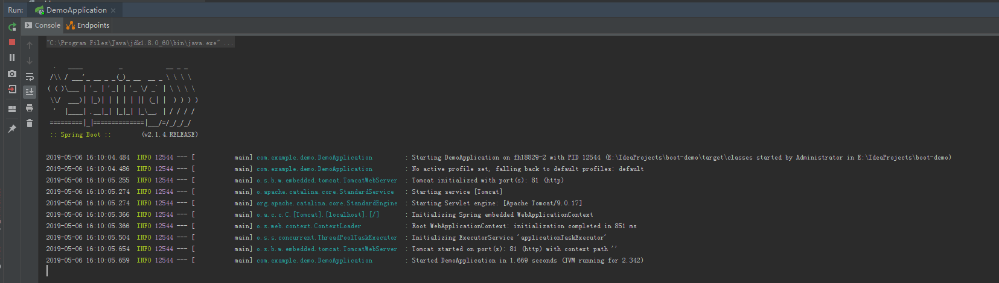 Run: DemoApplication ×
Console Endpoints
"C:\Program Files\Java\jdk1.8.0_60\bin\java.exe" ...
  .   ____          _            __ _ _
 /\\ / ___'_ __ _ _(_)_ __  __ _ \ \ \ \
( ( )\___ | '_ | '_| | '_ \/ _` | \ \ \ \
 \\/  ___)| |_)| | | | | || (_| |  ) ) ) )
  '  |____| .__|_| |_|_| |_\__, | / / / /
 =========|_|==============|___/=/_/_/_/
 :: Spring Boot ::        (v2.1.4.RELEASE)
2019-05-06 16:10:04.484  INFO 12544 --- [           main] com.example.demo.DemoApplication         : Starting DemoApplication on fh18829-2 with PID 12544 (E:\IdeaProjects\boot-demo\target\classes started by Administrator in E:\IdeaProjects\boot-demo)
2019-05-06 16:10:04.486  INFO 12544 --- [           main] com.example.demo.DemoApplication         : No active profile set, falling back to default profiles: default
2019-05-06 16:10:05.255  INFO 12544 --- [           main] o.s.b.w.embedded.tomcat.TomcatWebServer  : Tomcat initialized with port(s): 81 (http)
2019-05-06 16:10:05.274  INFO 12544 --- [           main] o.apache.catalina.core.StandardService   : Starting service [Tomcat]
2019-05-06 16:10:05.274  INFO 12544 --- [           main] org.apache.catalina.core.StandardEngine  : Starting Servlet engine: [Apache Tomcat/9.0.17]
2019-05-06 16:10:05.366  INFO 12544 --- [           main] o.a.c.c.C.[Tomcat].[localhost].[/]       : Initializing Spring embedded WebApplicationContext
2019-05-06 16:10:05.366  INFO 12544 --- [           main] o.s.web.context.ContextLoader            : Root WebApplicationContext: initialization completed in 851 ms
2019-05-06 16:10:05.504  INFO 12544 --- [           main] o.s.s.concurrent.ThreadPoolTaskExecutor  : Initializing ExecutorService 'applicationTaskExecutor'
2019-05-06 16:10:05.654  INFO 12544 --- [           main] o.s.b.w.embedded.tomcat.TomcatWebServer  : Tomcat started on port(s): 81 (http) with context path ''
2019-05-06 16:10:05.659  INFO 12544 --- [           main] com.example.demo.DemoApplication         : Started DemoApplication in 1.669 seconds (JVM running for 2.342)